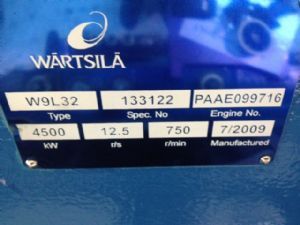 WÄRTSILÄ
W9L32 133122 PAAE099716
Type Spec. No Engine No.
4500 12.5 750 7/2009
kW r/s r/min Manufactured